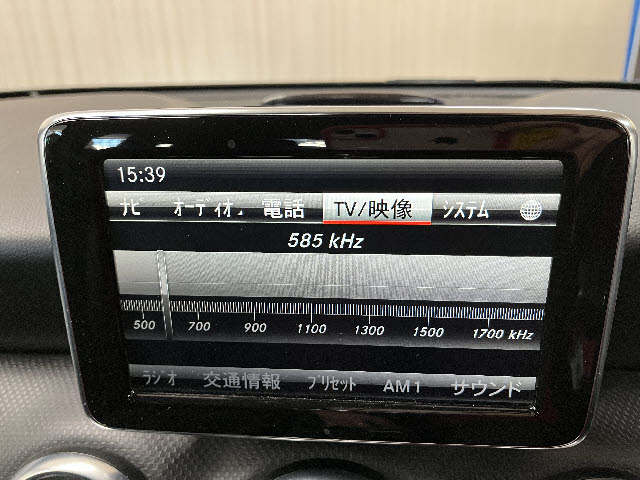 15:39
ナビ オーディオ. 電話 TV/映像 システム
585 kHz
500 700 900 1100 1300 1500 1700 kHz
ラジオ 交通情報 プリセット AM1 サウンド